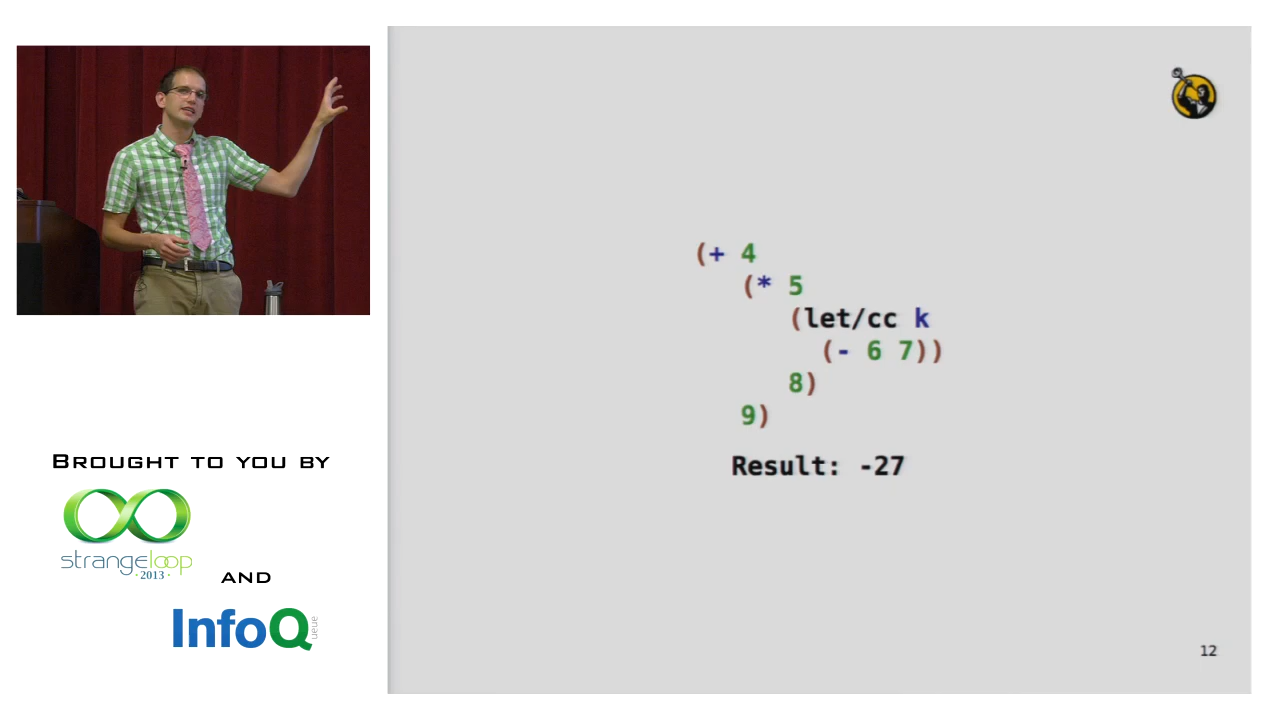 (+ 4
(* 5
(let/cc k
(- 6 7))
8)
9)
Result: -27
12
BROUGHT TO YOU BY
strangeloop
· 2013 ·
AND
InfoQ
ueue